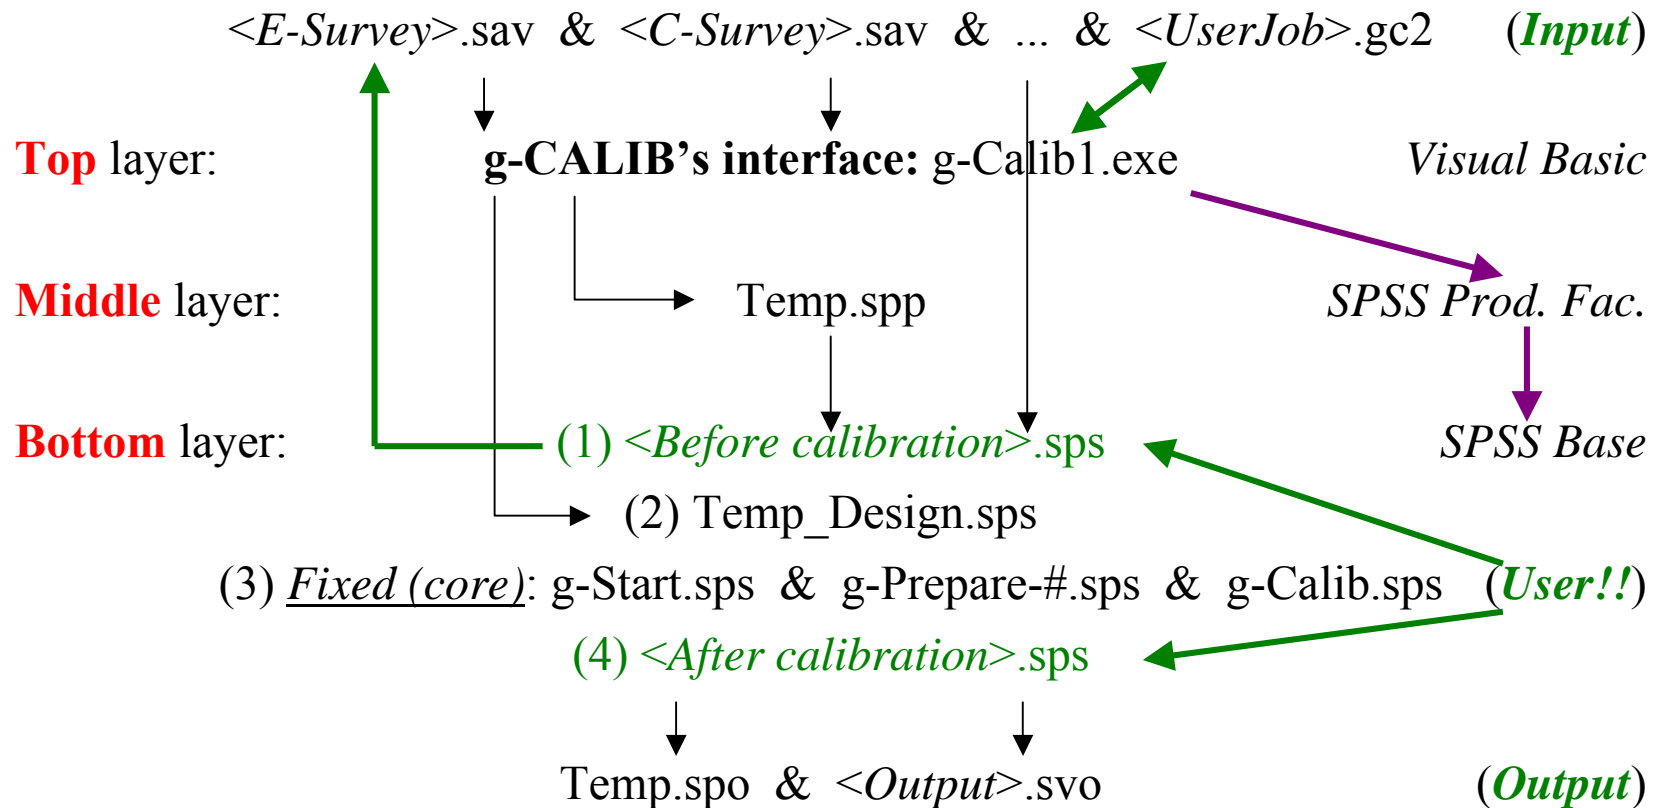 <E-Survey>.sav & <C-Survey>.sav & ... & <UserJob>.gc2 (Input)
Top layer: g-CALIB’s interface: g-Calib1.exe Visual Basic
Middle layer: Temp.spp SPSS Prod. Fac.
Bottom layer: (1) <Before calibration>.sps SPSS Base
(2) Temp_Design.sps
(3) Fixed (core): g-Start.sps & g-Prepare-#.sps & g-Calib.sps (User!!)
(4) <After calibration>.sps
Temp.spo & <Output>.svo (Output)